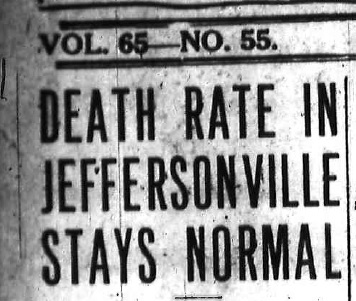 VOL. 65 NO. 55.
DEATH RATE IN
JEFFERSONVILLE
STAYS NORMAL